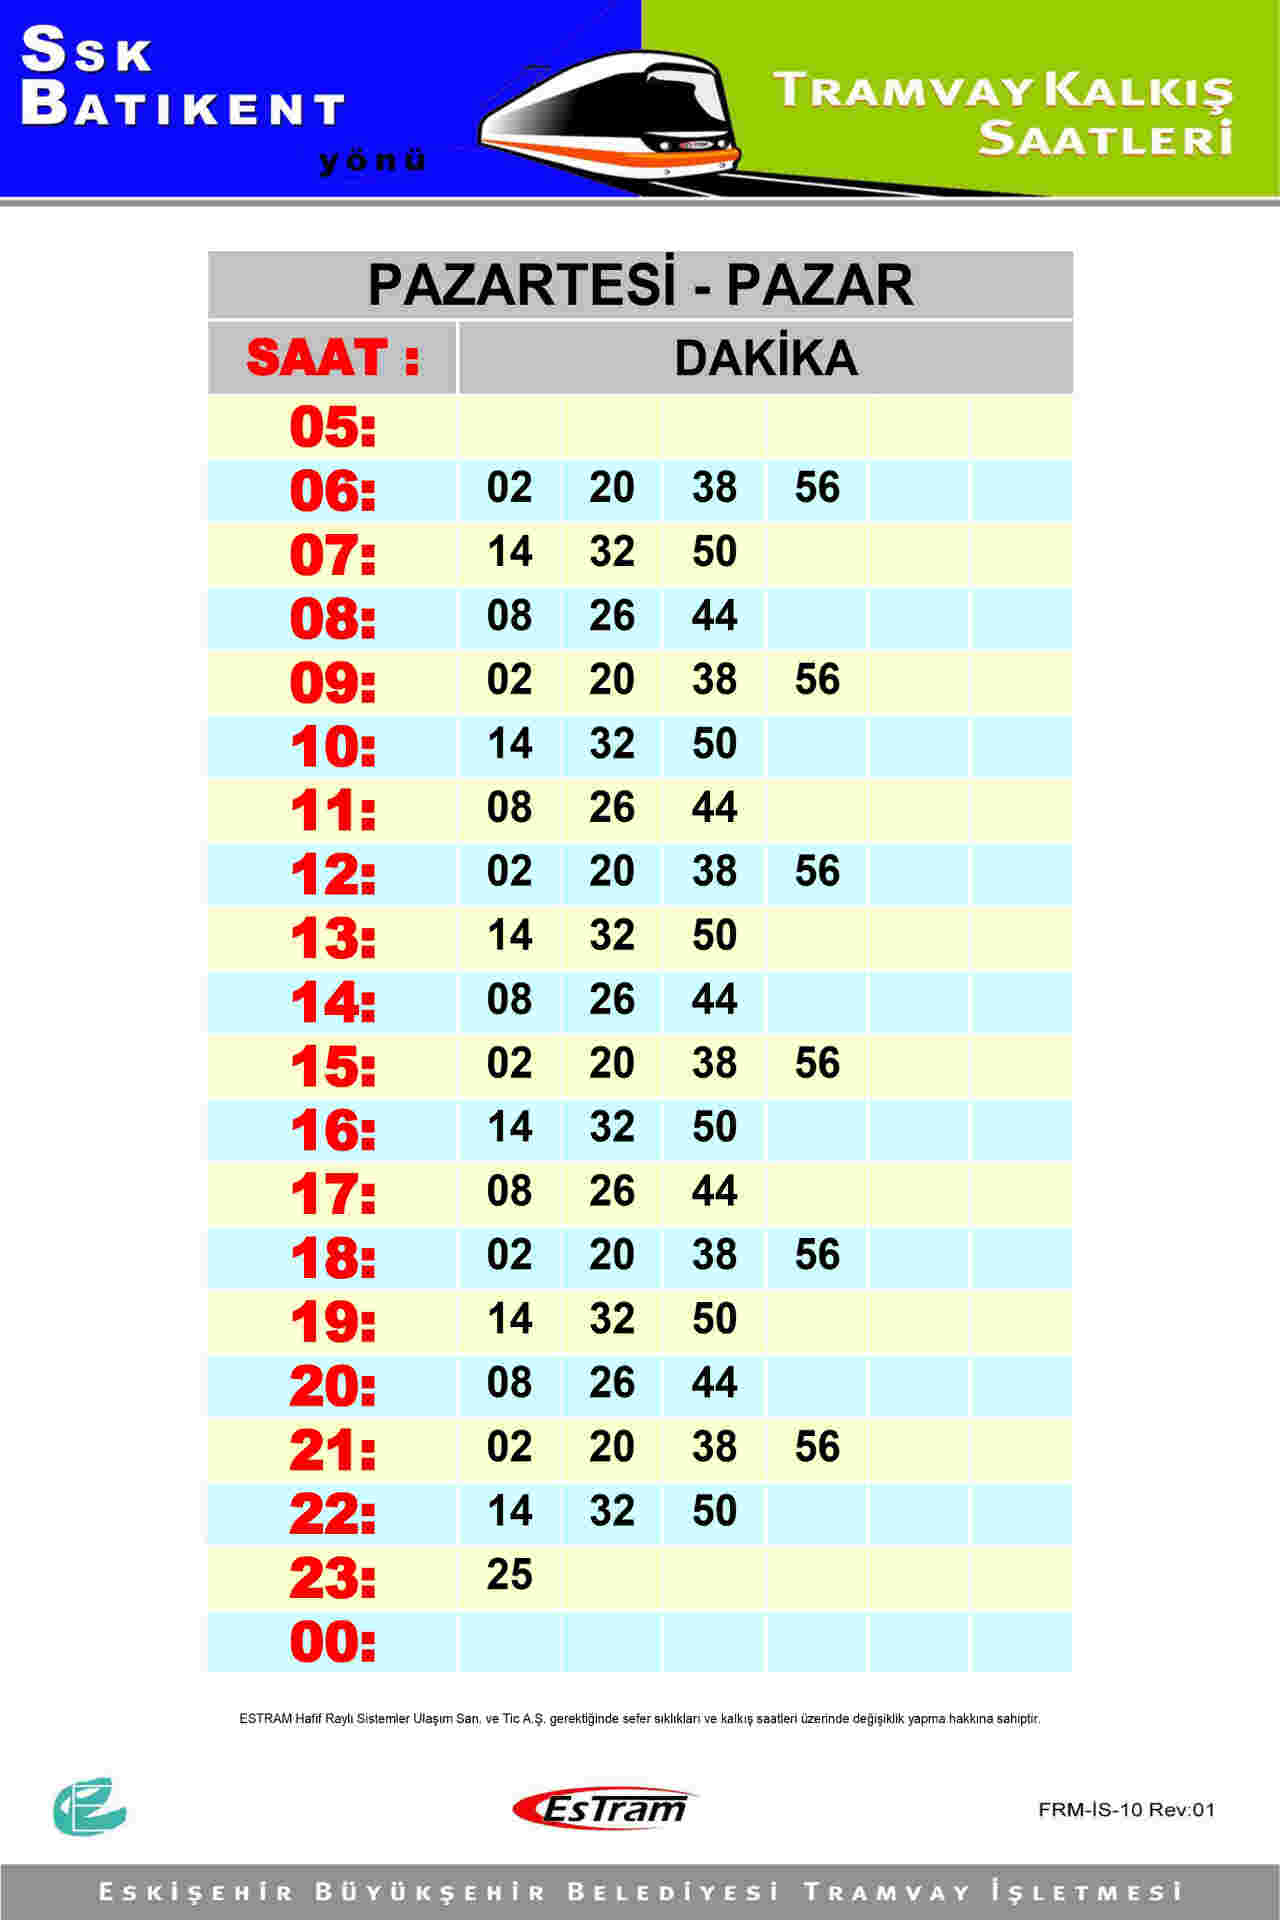 SSK
BATIKENT
yönü
TRAMVAY KALKIŞ
SAATLERİ
PAZARTESİ - PAZAR
SAAT : DAKİKA
05:
06: 02 20 38 56
07: 14 32 50
08: 08 26 44
09: 02 20 38 56
10: 14 32 50
11: 08 26 44
12: 02 20 38 56
13: 14 32 50
14: 08 26 44
15: 02 20 38 56
16: 14 32 50
17: 08 26 44
18: 02 20 38 56
19: 14 32 50
20: 08 26 44
21: 02 20 38 56
22: 14 32 50
23: 25
00:
ESTRAM Hafif Raylı Sistemler Ulaşım San. ve Tic A.Ş. gerektiğinde sefer sıklıkları ve kalkış saatleri üzerinde değişiklik yapma hakkına sahiptir.
EsTram
FRM-İS-10 Rev:01
ESKİŞEHİR BÜYÜKŞEHİR BELEDİYESİ TRAMVAY İŞLETMESİ